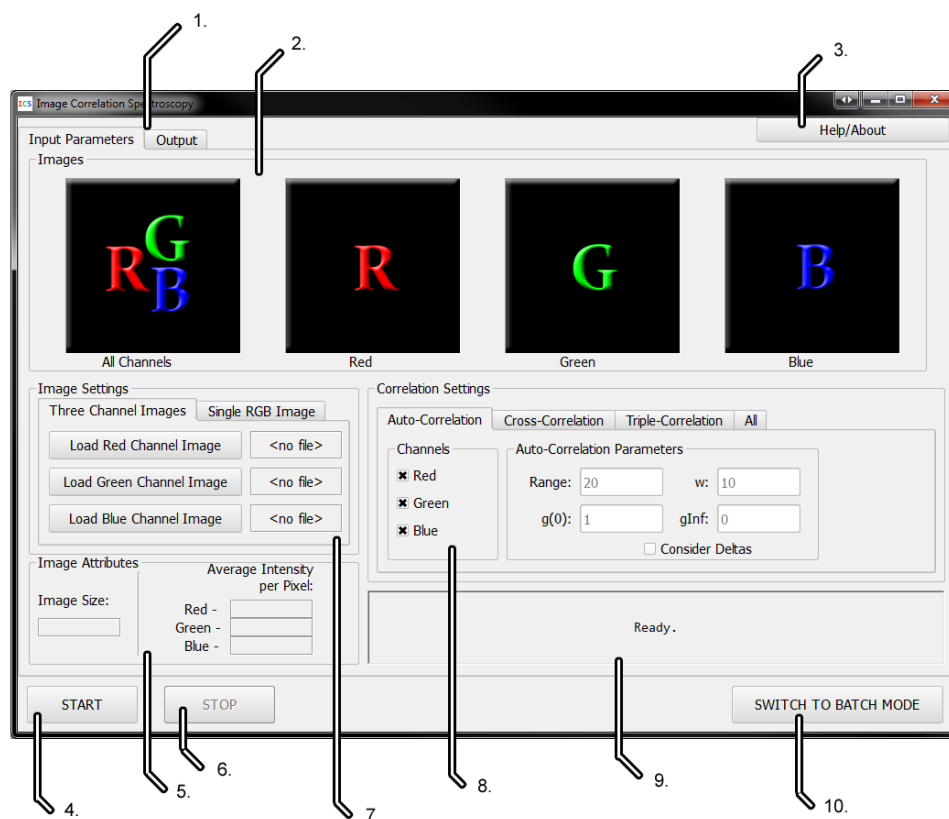 1.
2.
3.
ICS Image Correlation Spectroscopy
Help/About
Input Parameters Output
Images
R G B
R
G
B
All Channels Red Green Blue
Image Settings
Three Channel Images Single RGB Image
Load Red Channel Image <no file>
Load Green Channel Image <no file>
Load Blue Channel Image <no file>
Correlation Settings
Auto-Correlation Cross-Correlation Triple-Correlation All
Channels
Red
Green
Blue
Auto-Correlation Parameters
Range: 20 w: 10
g(0): 1 gInf: 0
Consider Deltas
Image Attributes
Image Size:
Average Intensity
per Pixel:
Red -
Green -
Blue -
Ready.
START STOP SWITCH TO BATCH MODE
4.
5.
6.
7
8.
9.
10.